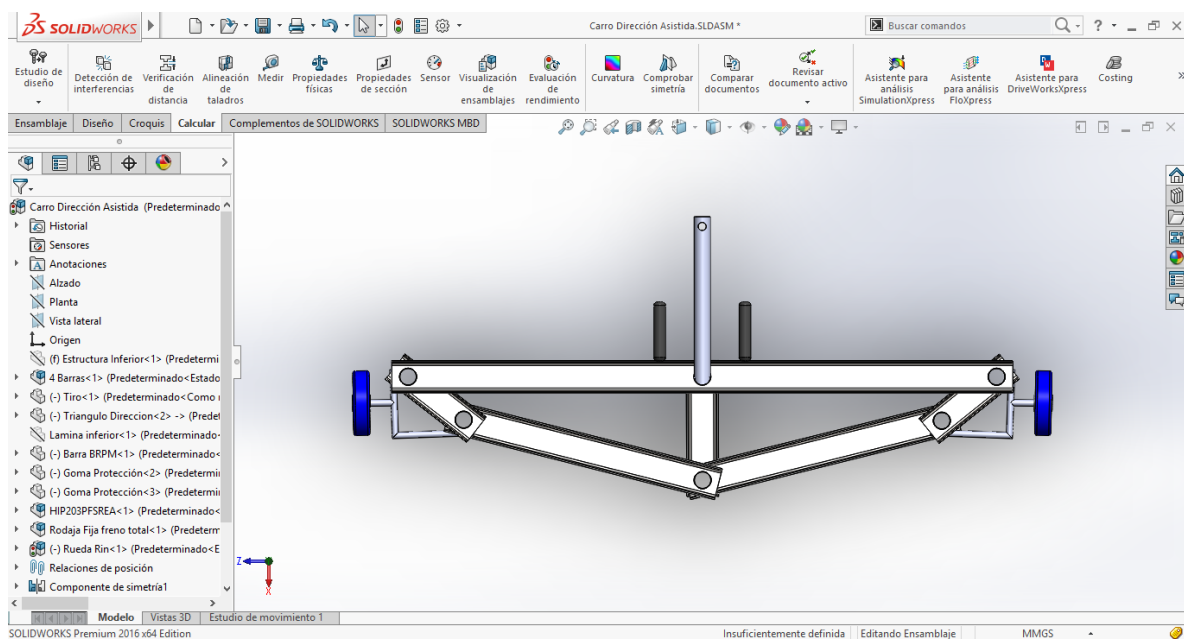 SOLIDWORKS
Carro Dirección Asistida.SLDASM *
Buscar comandos
?
Estudio de
diseño
Detección de
interferencias
Verificación
de
distancia
Alineación
de
taladros
Medir
Propiedades
físicas
Propiedades
de sección
Sensor
Visualización
de
ensamblajes
Evaluación
de
rendimiento
Curvatura
Comprobar
simetría
Comparar
documentos
Revisar
documento activo
Asistente para
análisis
SimulationXpress
Asistente
para análisis
FloXpress
Asistente para
DriveWorksXpress
Costing
Ensamblaje
Diseño
Croquis
Calcular
Complementos de SOLIDWORKS
SOLIDWORKS MBD
Carro Dirección Asistida (Predeterminado
Historial
Sensores
Anotaciones
Alzado
Planta
Vista lateral
Origen
(f) Estructura Inferior<1> (Predetermi
4 Barras<1> (Predeterminado<Estado
(-) Tiro<1> (Predeterminado<Como
(-) Triangulo Direccion<2> -> (Predet
Lamina inferior<1> (Predeterminado-
(-) Barra BRPM<1> (Predeterminado<
(-) Goma Protección<2> (Predetermi
(-) Goma Protección<3> (Predetermi
HIP203PFSREA<1> (Predeterminado<
Rodaja Fija freno total<1> (Predeterm
(-) Rueda Rin<1> (Predeterminado<E
Relaciones de posición
Componente de simetría1
Z
X
Modelo
Vistas 3D
Estudio de movimiento 1
SOLIDWORKS Premium 2016 x64 Edition
Insuficientemente definida
Editando Ensamblaje
MMGS